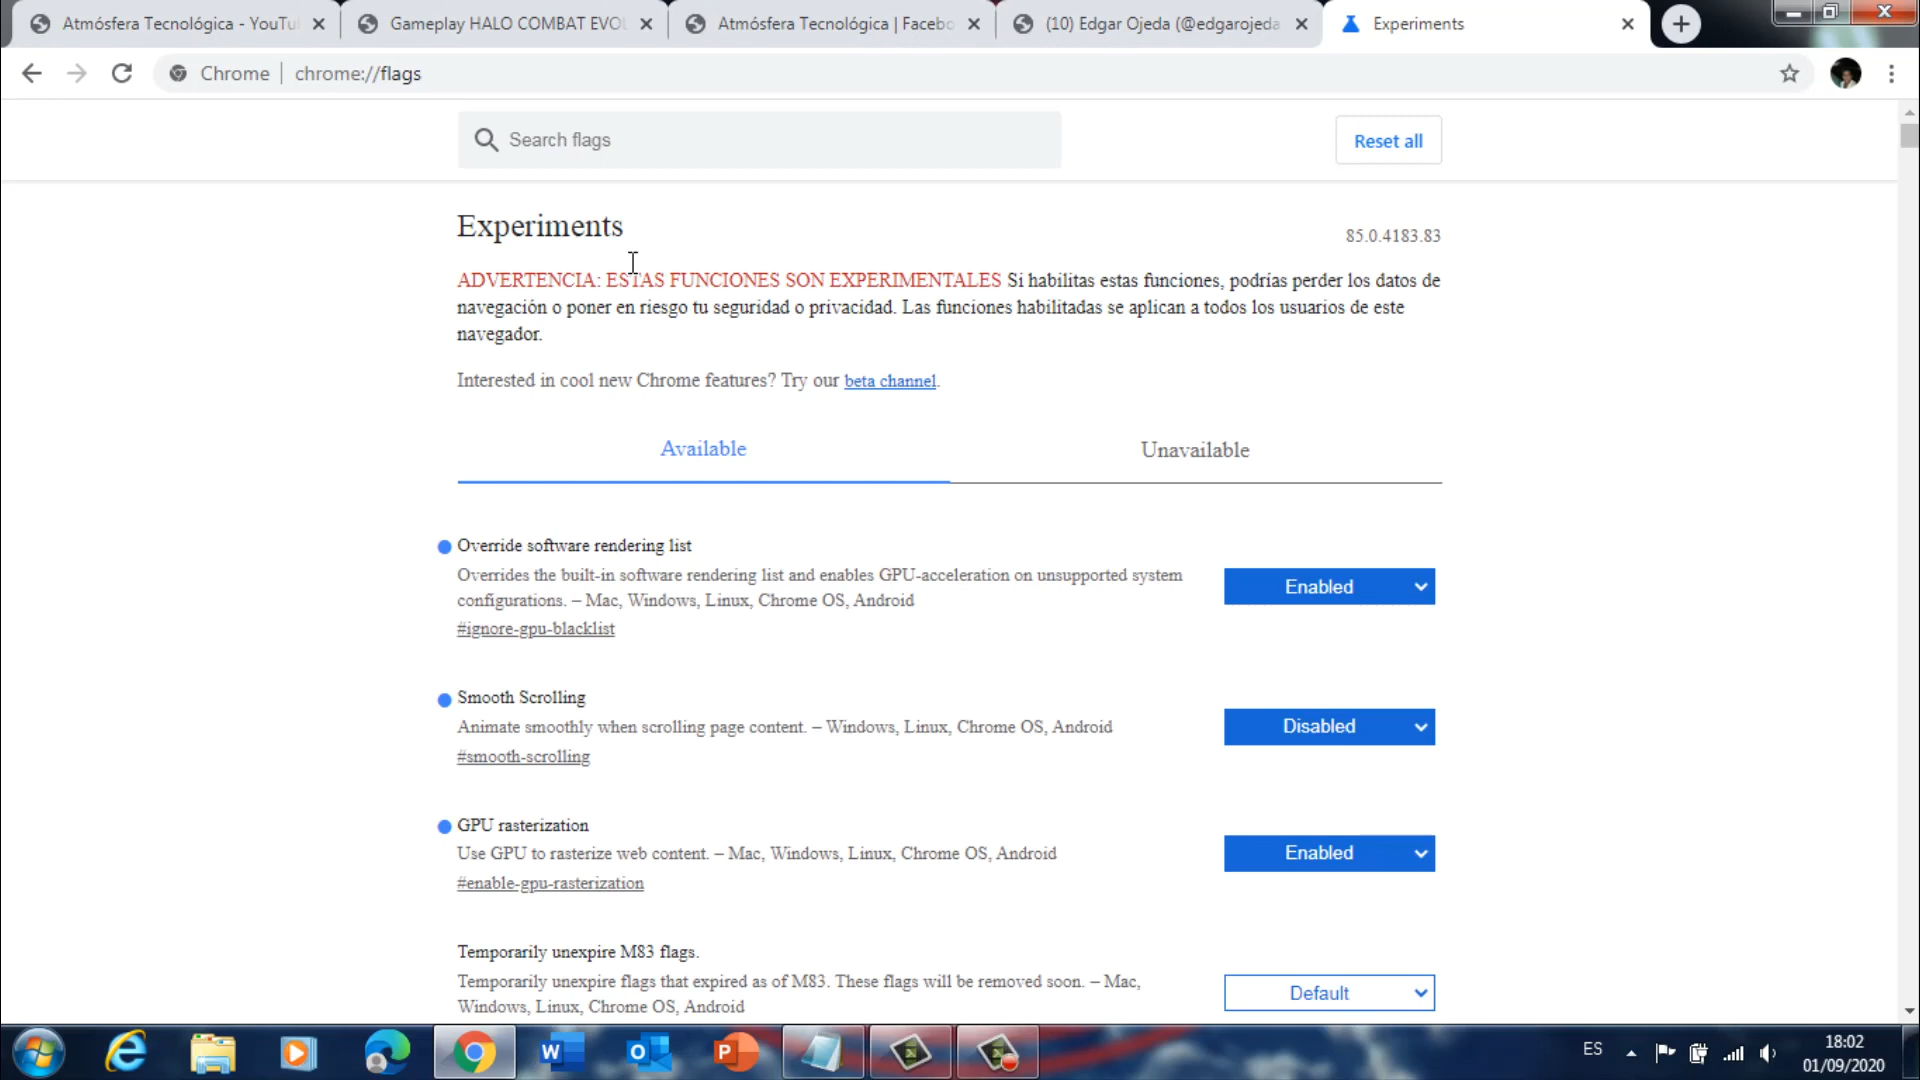 Atmósfera Tecnológica - YouTu
Gameplay HALO COMBAT EVOL
Atmósfera Tecnológica | Facebo
(10) Edgar Ojeda (@edgarojeda
Experiments
Chrome
chrome://flags
Search flags
Reset all
Experiments
85.0.4183.83
ADVERTENCIA: ESTAS FUNCIONES SON EXPERIMENTALES Si habilitas estas funciones, podrías perder los datos de
navegación o poner en riesgo tu seguridad o privacidad. Las funciones habilitadas se aplican a todos los usuarios de este
navegador.
Interested in cool new Chrome features? Try our beta channel.
Available
Unavailable
Override software rendering list
Overrides the built-in software rendering list and enables GPU-acceleration on unsupported system
configurations. – Mac, Windows, Linux, Chrome OS, Android
#ignore-gpu-blacklist
Enabled
Smooth Scrolling
Animate smoothly when scrolling page content. – Windows, Linux, Chrome OS, Android
#smooth-scrolling
Disabled
GPU rasterization
Use GPU to rasterize web content. – Mac, Windows, Linux, Chrome OS, Android
#enable-gpu-rasterization
Enabled
Temporarily unexpire M83 flags.
Temporarily unexpire flags that expired as of M83. These flags will be removed soon. – Mac,
Windows, Linux, Chrome OS, Android
Default
ES
18:02
01/09/2020